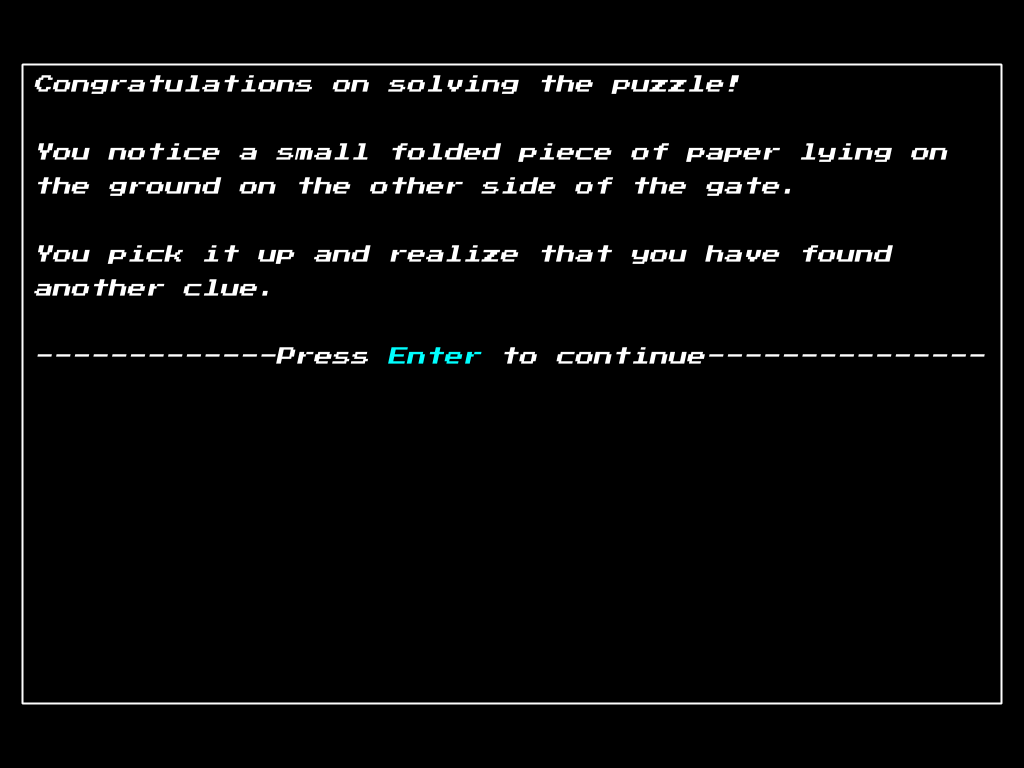 Congratulations on solving the puzzle!
You notice a small folded piece of paper lying on
the ground on the other side of the gate.
You pick it up and realize that you have found
another clue.
-------------Press Enter to continue---------------